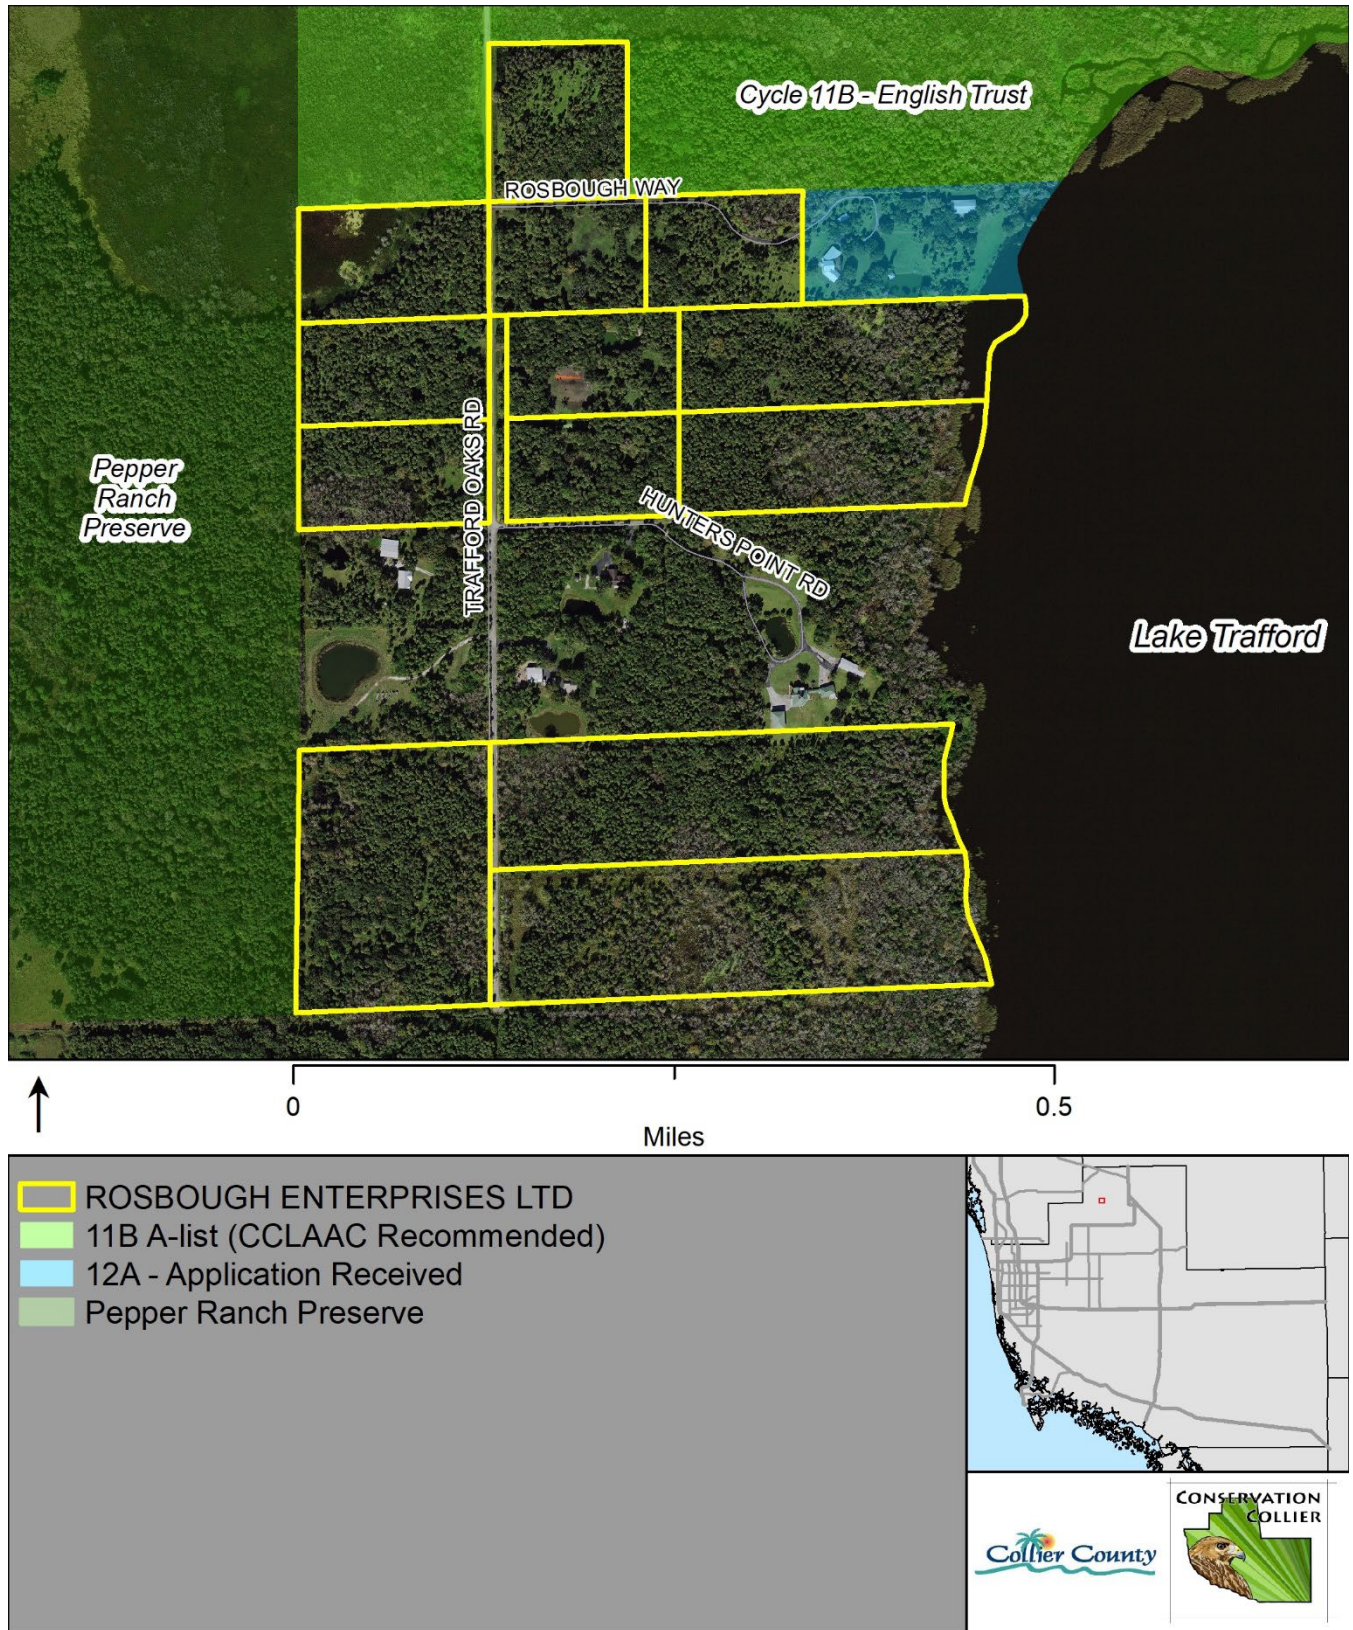 Cycle 11B - English Trust
ROSBOUGH WAY
TRAFFORD OAKS RD
Pepper
Ranch
Preserve
HUNTERS POINT RD
Lake Trafford
0
0.5
Miles
ROSBOUGH ENTERPRISES LTD
11B A-list (CCLAAC Recommended)
12A - Application Received
Pepper Ranch Preserve
Collier County
CONSERVATION
COLLIER